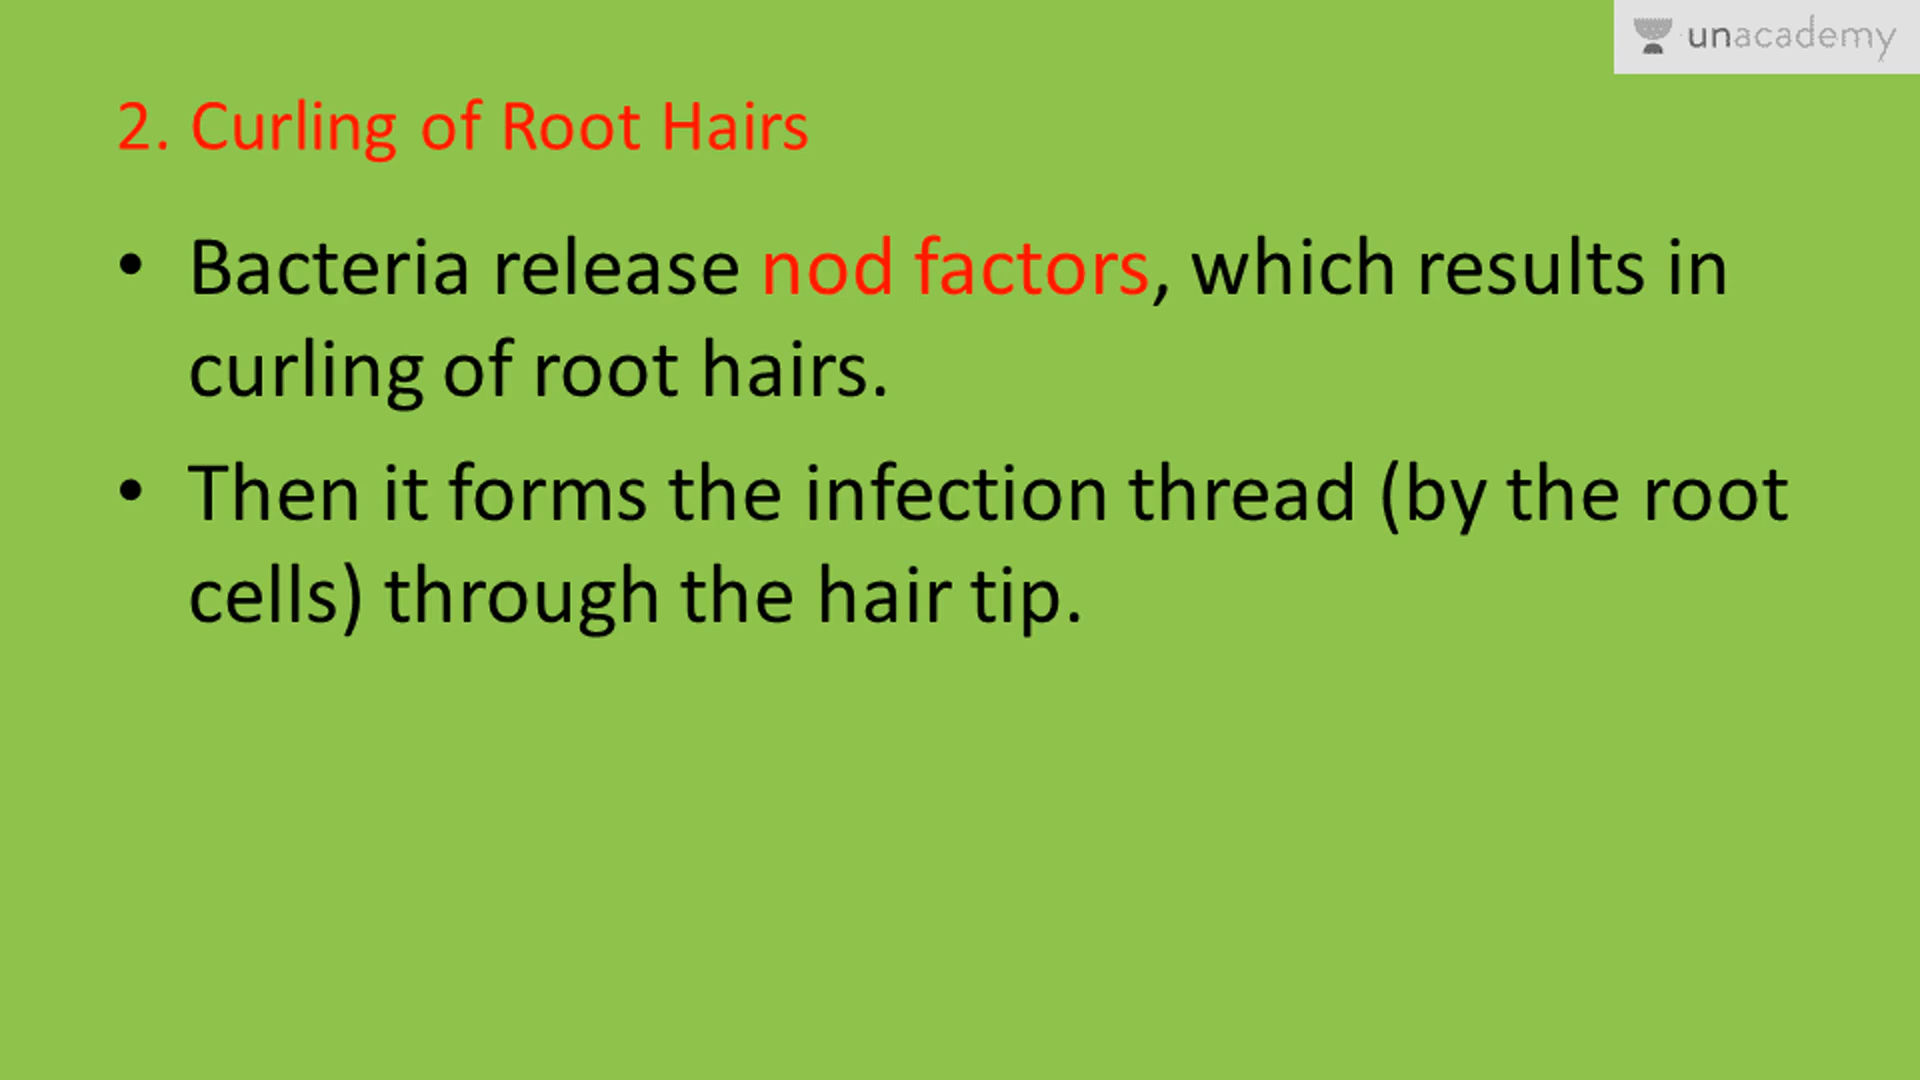 unacademy
2. Curling of Root Hairs
• Bacteria release nod factors, which results in
curling of root hairs.
• Then it forms the infection thread (by the root
cells) through the hair tip.